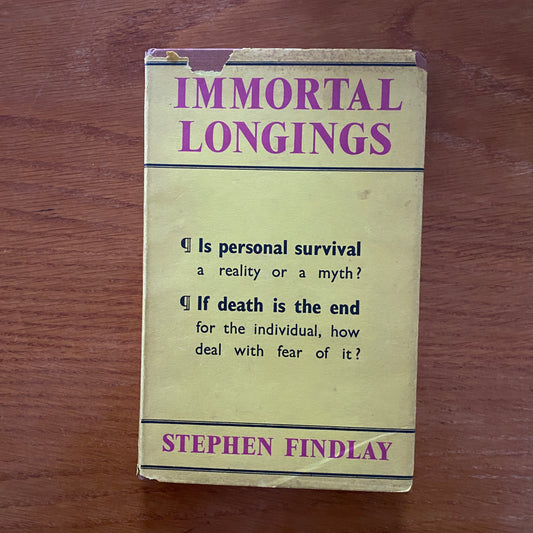 IMMORTAL
LONGINGS
¶ Is personal survival
a reality or a myth?
¶ If death is the end
for the individual, how
deal with fear of it?
STEPHEN FINDLAY